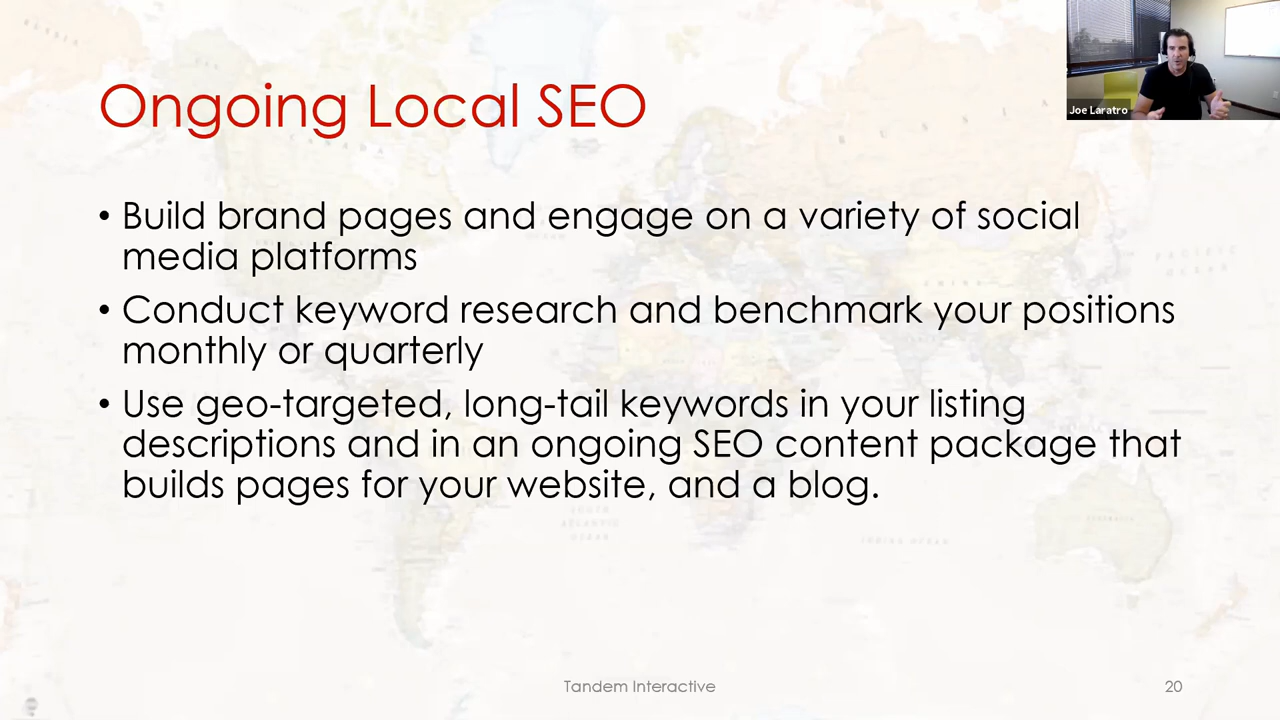 Joe Laratro
Ongoing Local SEO
• Build brand pages and engage on a variety of social
media platforms
• Conduct keyword research and benchmark your positions
monthly or quarterly
• Use geo-targeted, long-tail keywords in your listing
descriptions and in an ongoing SEO content package that
builds pages for your website, and a blog.
Tandem Interactive
20